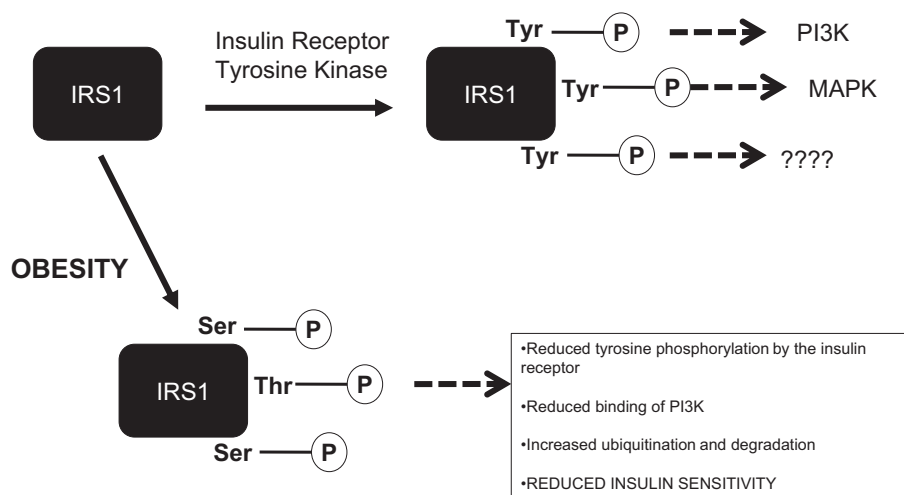 IRS1
Insulin Receptor
Tyrosine Kinase
IRS1
Tyr P PI3K
Tyr P MAPK
Tyr P ????
OBESITY
IRS1
Ser P
Thr P
Ser P
•Reduced tyrosine phosphorylation by the insulin
receptor
•Reduced binding of PI3K
•Increased ubiquitination and degradation
•REDUCED INSULIN SENSITIVITY